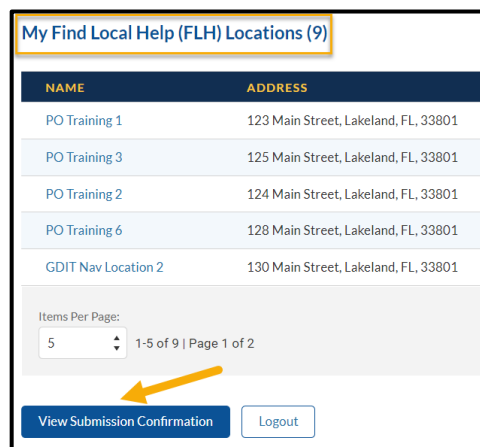 My Find Local Help (FLH) Locations (9)
NAME ADDRESS
PO Training 1 123 Main Street, Lakeland, FL, 33801
PO Training 3 125 Main Street, Lakeland, FL, 33801
PO Training 2 124 Main Street, Lakeland, FL, 33801
PO Training 6 128 Main Street, Lakeland, FL, 33801
GDIT Nav Location 2 130 Main Street, Lakeland, FL, 33801
Items Per Page:
5 1-5 of 9 | Page 1 of 2
View Submission Confirmation Logout